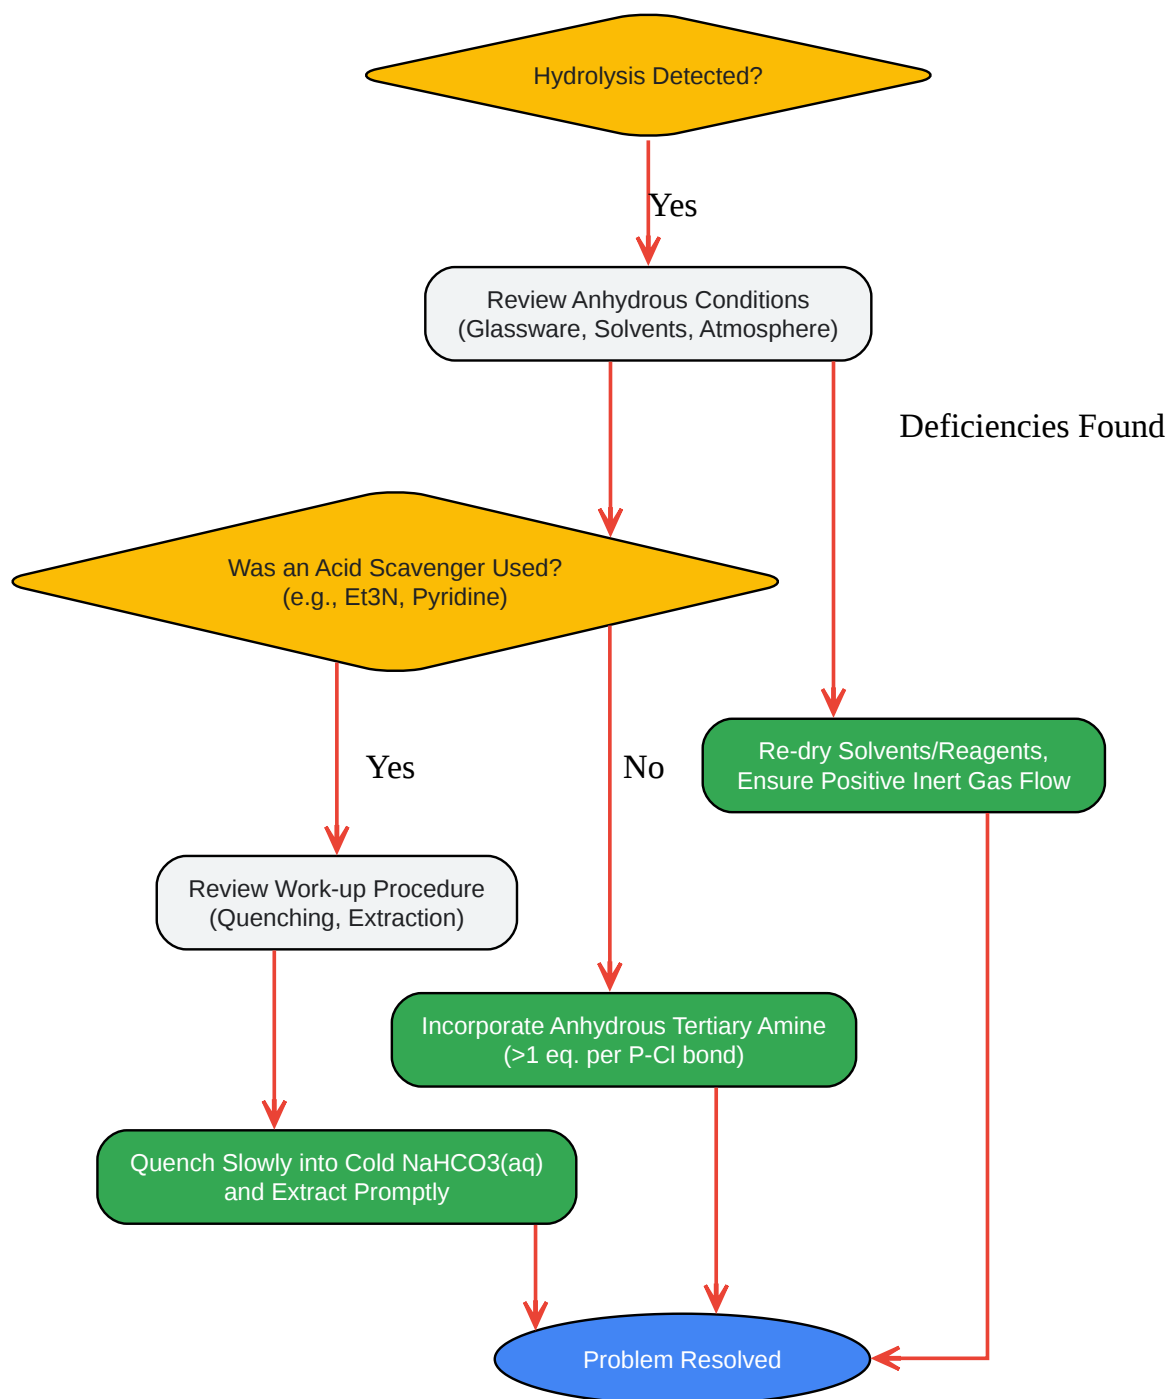 Hydrolysis Detected?
Yes
Review Anhydrous Conditions
(Glassware, Solvents, Atmosphere)
Deficiencies Found
Was an Acid Scavenger Used?
(e.g., Et3N, Pyridine)
Yes
No
Re-dry Solvents/Reagents,
Ensure Positive Inert Gas Flow
Review Work-up Procedure
(Quenching, Extraction)
Incorporate Anhydrous Tertiary Amine
(>1 eq. per P-Cl bond)
Quench Slowly into Cold NaHCO3(aq)
and Extract Promptly
Problem Resolved